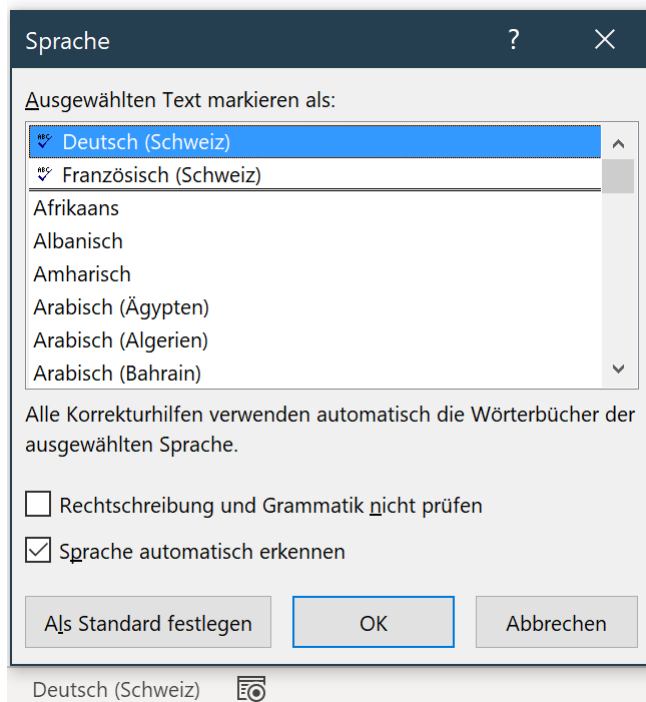 Sprache
?
Ausgewählten Text markieren als:
Deutsch (Schweiz)
Französisch (Schweiz)
Afrikaans
Albanisch
Amharisch
Arabisch (Ägypten)
Arabisch (Algerien)
Arabisch (Bahrain)
Alle Korrekturhilfen verwenden automatisch die Wörterbücher der
ausgewählten Sprache.
Rechtschreibung und Grammatik nicht prüfen
Sprache automatisch erkennen
Als Standard festlegen OK Abbrechen
Deutsch (Schweiz)